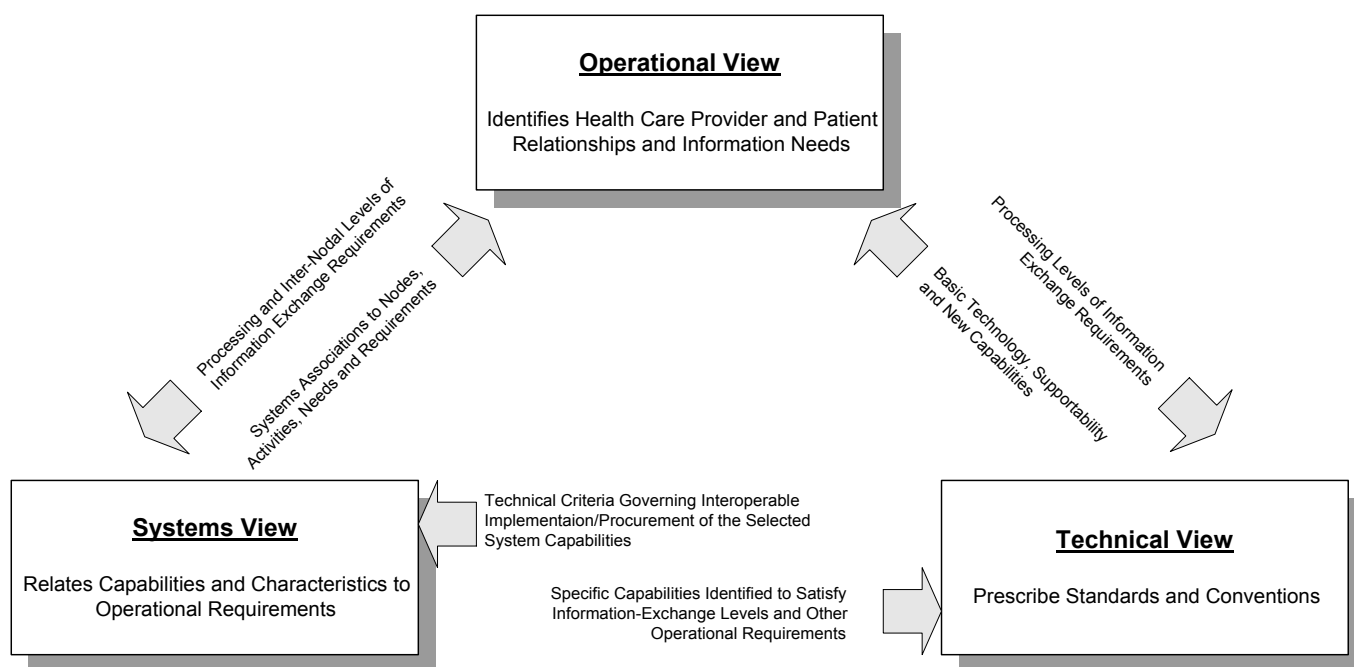 Operational View
Identifies Health Care Provider and Patient
Relationships and Information Needs
Processing and Inter-Nodal Levels of
Information Exchange Requirements
Systems Associations to Nodes,
Activities, Needs and Requirements
Processing Levels of Information
Exchange Requirements
Basic Technology, Supportability
and New Capabilities
Systems View
Relates Capabilities and Characteristics to
Operational Requirements
Technical Criteria Governing Interoperable
Implementaion/Procurement of the Selected
System Capabilities
Specific Capabilities Identified to Satisfy
Information-Exchange Levels and Other
Operational Requirements
Technical View
Prescribe Standards and Conventions